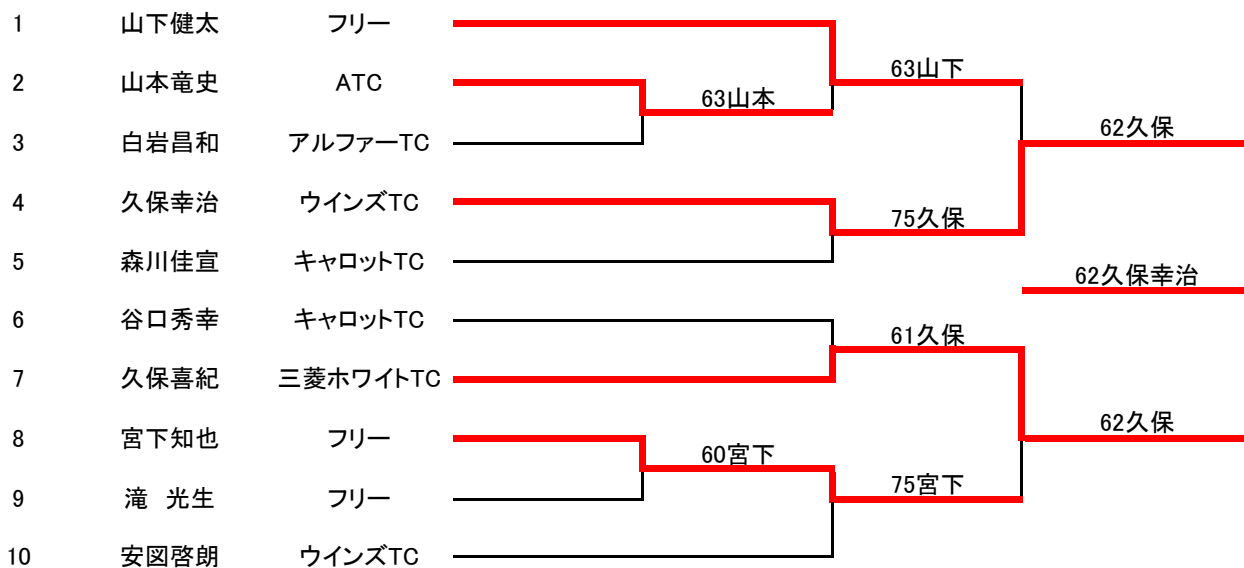 1 山下健太 フリー
63山下
2 山本竜史 ATC
63山本
62久保
3 白岩昌和 アルファーTC
4 久保幸治 ウインズTC
75久保
5 森川佳宣 キャロットTC
62久保幸治
6 谷口秀幸 キャロットTC
61久保
7 久保喜紀 三菱ホワイトTC
62久保
8 宮下知也 フリー
60宮下
75宮下
9 滝 光生 フリー
10 安図啓朗 ウインズTC